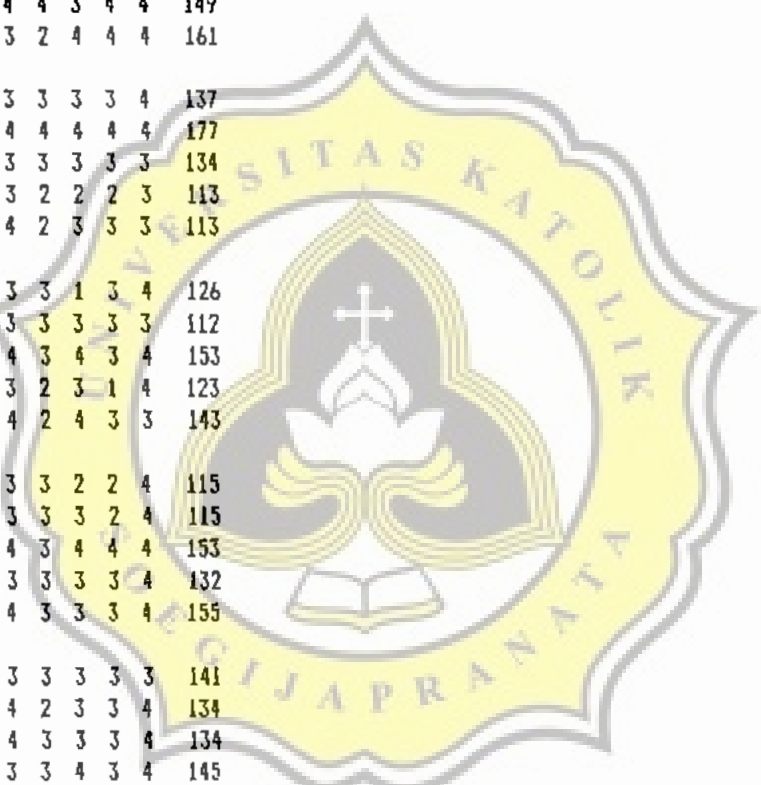 4 4 3 4 4 149
3 2 4 4 4 161
3 3 3 3 4 137
4 4 4 4 4 177
3 3 3 3 3 134
3 2 2 2 3 113
4 2 3 3 3 113
3 3 1 3 4 126
3 3 3 3 3 112
4 3 4 3 4 153
3 2 3 1 4 123
4 2 4 3 3 143
3 3 2 2 4 115
3 3 3 2 4 115
4 3 4 4 4 153
3 3 3 3 4 132
4 3 3 3 4 155
3 3 3 3 3 141
4 2 3 3 4 134
4 3 3 3 4 134
3 3 4 3 4 145
UNIVERSITAS KATOLIK
SOEGIJAPRANATA